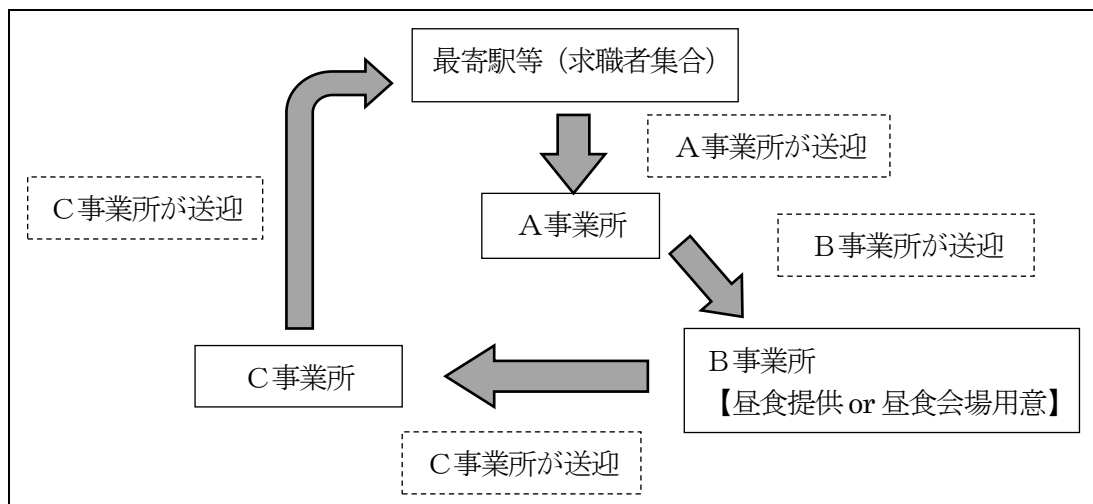 最寄駅等（求職者集合）
A事業所が送迎
C事業所が送迎
A事業所
B事業所が送迎
B事業所
【昼食提供 or 昼食会場用意】
C事業所
C事業所が送迎